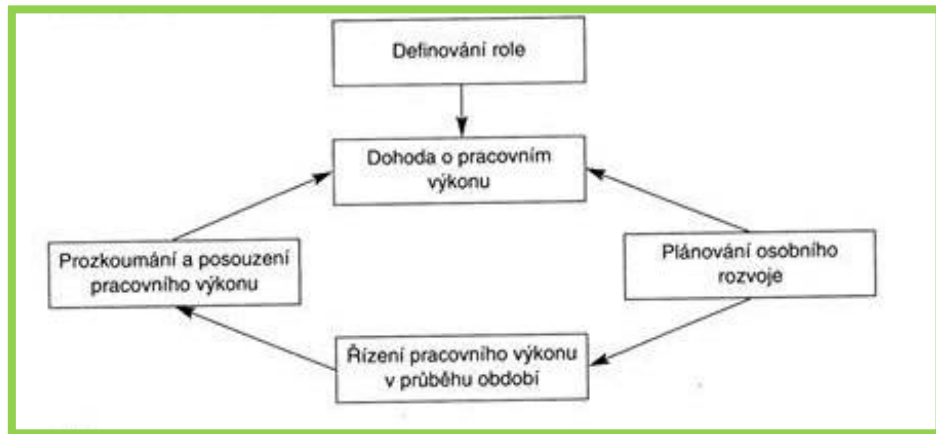 Definování role
Dohoda o pracovním
výkonu
Prozkoumání a posouzení
pracovního výkonu
Plánování osobního
rozvoje
Řízení pracovního výkonu
v průběhu období